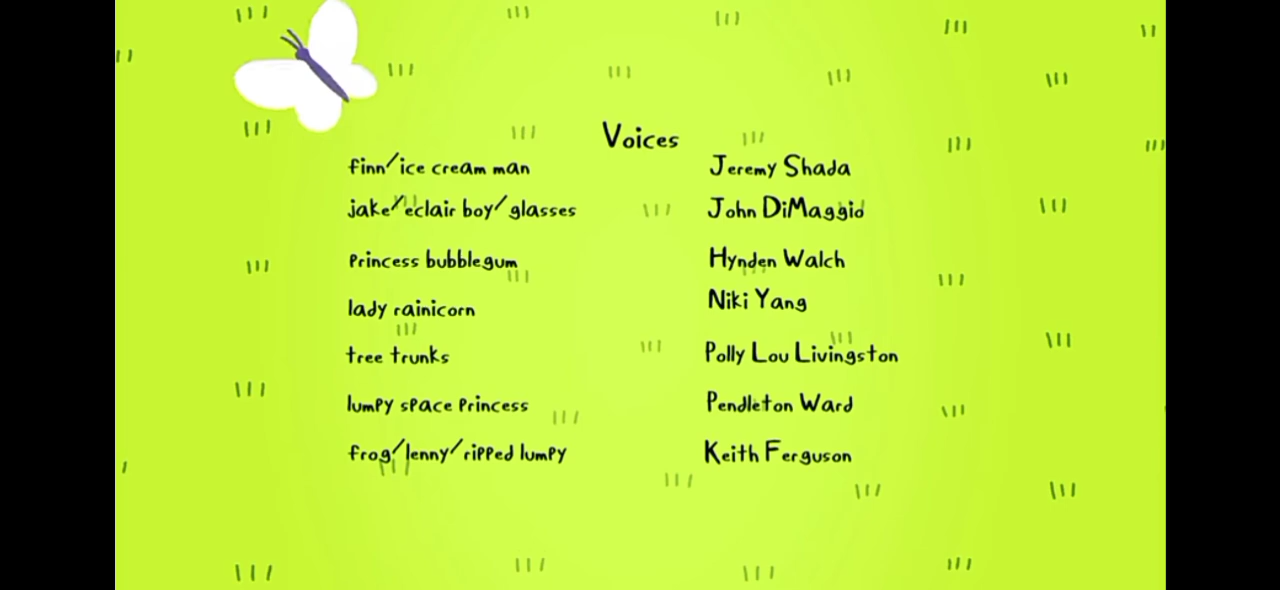 Voices
finn/ice cream man Jeremy Shada
jake/eclair boy/glasses John DiMaggio
Princess bubblegum Hynden Walch
lady rainicorn Niki Yang
tree trunks Polly Lou Livingston
lumpy space Princess Pendleton Ward
frog/lenny/ripped lumpy Keith Ferguson